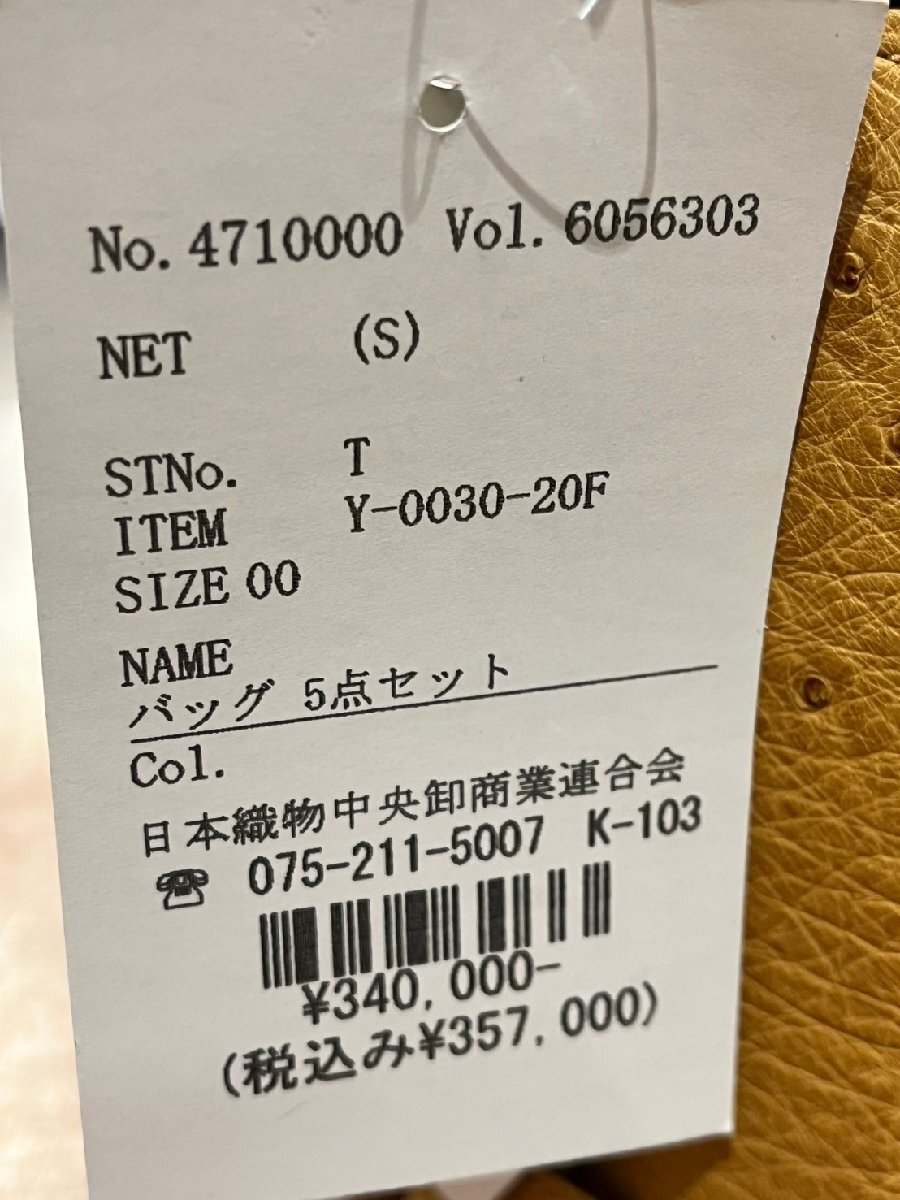 No. 4710000 Vol. 6056303
NET (S)
STNo. T
ITEM Y-0030-20F
SIZE 00
NAME
バッグ 5点セット
Col.
日本織物中央卸商業連合会
☎ 075-211-5007 K-103
¥340,000-
(税込み¥357,000)